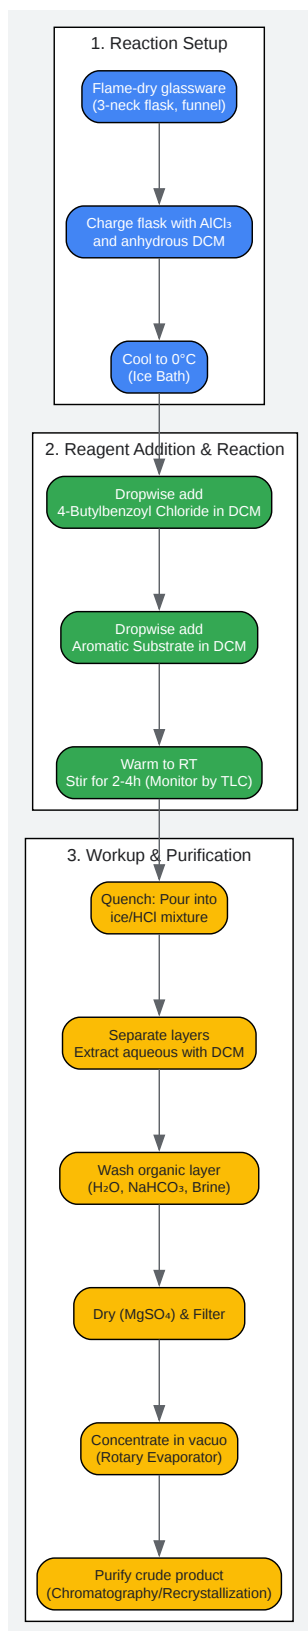 1. Reaction Setup
Flame-dry glassware
(3-neck flask, funnel)
Charge flask with AlCl₃
and anhydrous DCM
Cool to 0°C
(Ice Bath)
2. Reagent Addition & Reaction
Dropwise add
4-Butylbenzoyl Chloride in DCM
Dropwise add
Aromatic Substrate in DCM
Warm to RT
Stir for 2-4h (Monitor by TLC)
3. Workup & Purification
Quench: Pour into
ice/HCl mixture
Separate layers
Extract aqueous with DCM
Wash organic layer
(H₂O, NaHCO₃, Brine)
Dry (MgSO₄) & Filter
Concentrate in vacuo
(Rotary Evaporator)
Purify crude product
(Chromatography/Recrystallization)